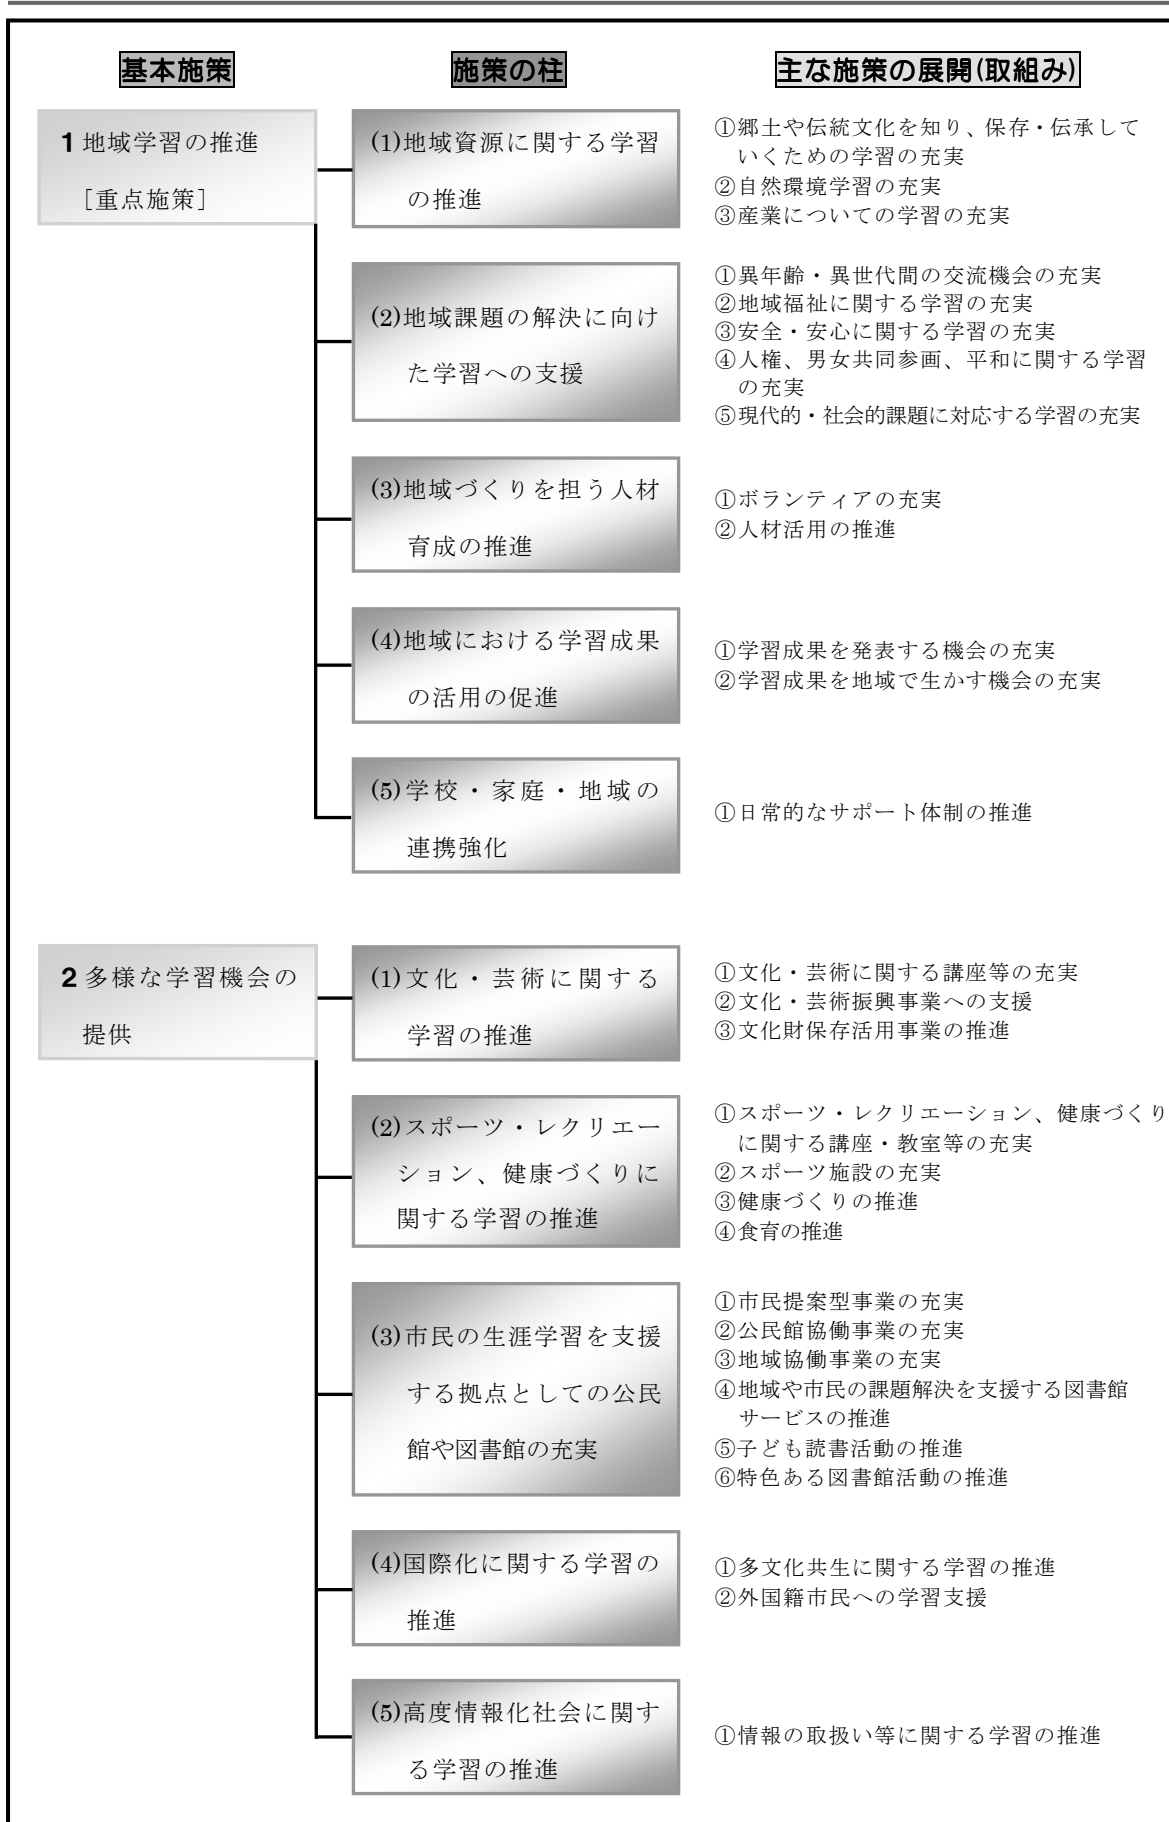 基本施策
施策の柱
主な施策の展開(取組み)
1 地域学習の推進
［重点施策］
(1)地域資源に関する学習
の推進
①郷土や伝統文化を知り、保存・伝承して
いくための学習の充実
②自然環境学習の充実
③産業についての学習の充実
(2)地域課題の解決に向け
た学習への支援
①異年齢・異世代間の交流機会の充実
②地域福祉に関する学習の充実
③安全・安心に関する学習の充実
④人権、男女共同参画、平和に関する学習
の充実
⑤現代的・社会的課題に対応する学習の充実
(3)地域づくりを担う人材
育成の推進
①ボランティアの充実
②人材活用の推進
(4)地域における学習成果
の活用の促進
①学習成果を発表する機会の充実
②学習成果を地域で生かす機会の充実
(5)学校・家庭・地域の
連携強化
①日常的なサポート体制の推進
2 多様な学習機会の
提供
(1)文化・芸術に関する
学習の推進
①文化・芸術に関する講座等の充実
②文化・芸術振興事業への支援
③文化財保存活用事業の推進
(2)スポーツ・レクリエー
ション、健康づくりに
関する学習の推進
①スポーツ・レクリエーション、健康づくり
に関する講座・教室等の充実
②スポーツ施設の充実
③健康づくりの推進
④食育の推進
(3)市民の生涯学習を支援
する拠点としての公民
館や図書館の充実
①市民提案型事業の充実
②公民館協働事業の充実
③地域協働事業の充実
④地域や市民の課題解決を支援する図書館
サービスの推進
⑤子ども読書活動の推進
⑥特色ある図書館活動の推進
(4)国際化に関する学習の
推進
①多文化共生に関する学習の推進
②外国籍市民への学習支援
(5)高度情報化社会に関す
る学習の推進
①情報の取扱い等に関する学習の推進